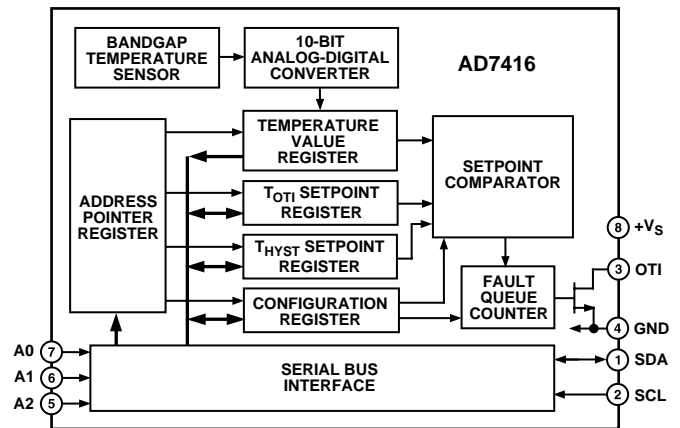 BANDGAP
TEMPERATURE
SENSOR
10-BIT
ANALOG-DIGITAL
CONVERTER
AD7416
ADDRESS
POINTER
REGISTER
TEMPERATURE
VALUE
REGISTER
SETPOINT
COMPARATOR
TOTI SETPOINT
REGISTER
THYST SETPOINT
REGISTER
CONFIGURATION
REGISTER
FAULT
QUEUE
COUNTER
8 +VS
3 OTI
4 GND
A0 7
A1 6
A2 5
SERIAL BUS
INTERFACE
1 SDA
2 SCL